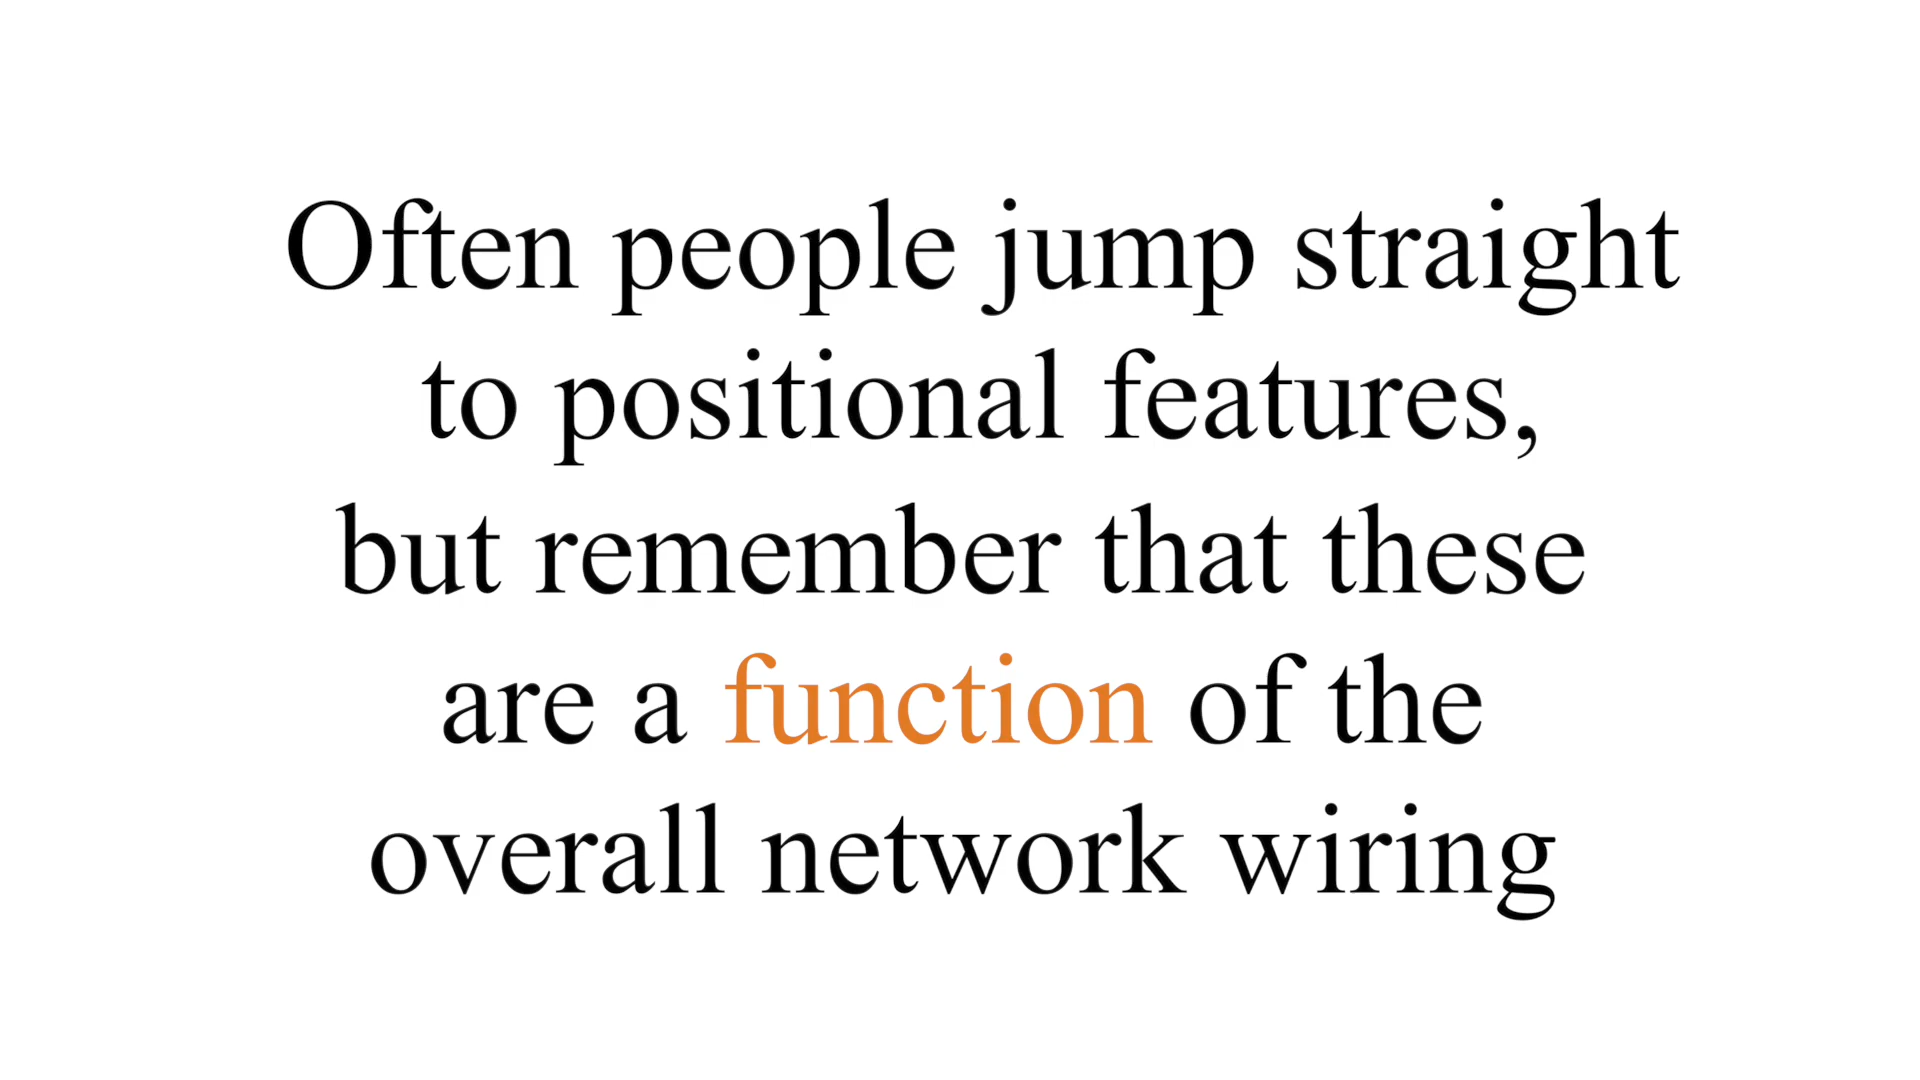 Often people jump straight
to positional features,
but remember that these
are a function of the
overall network wiring